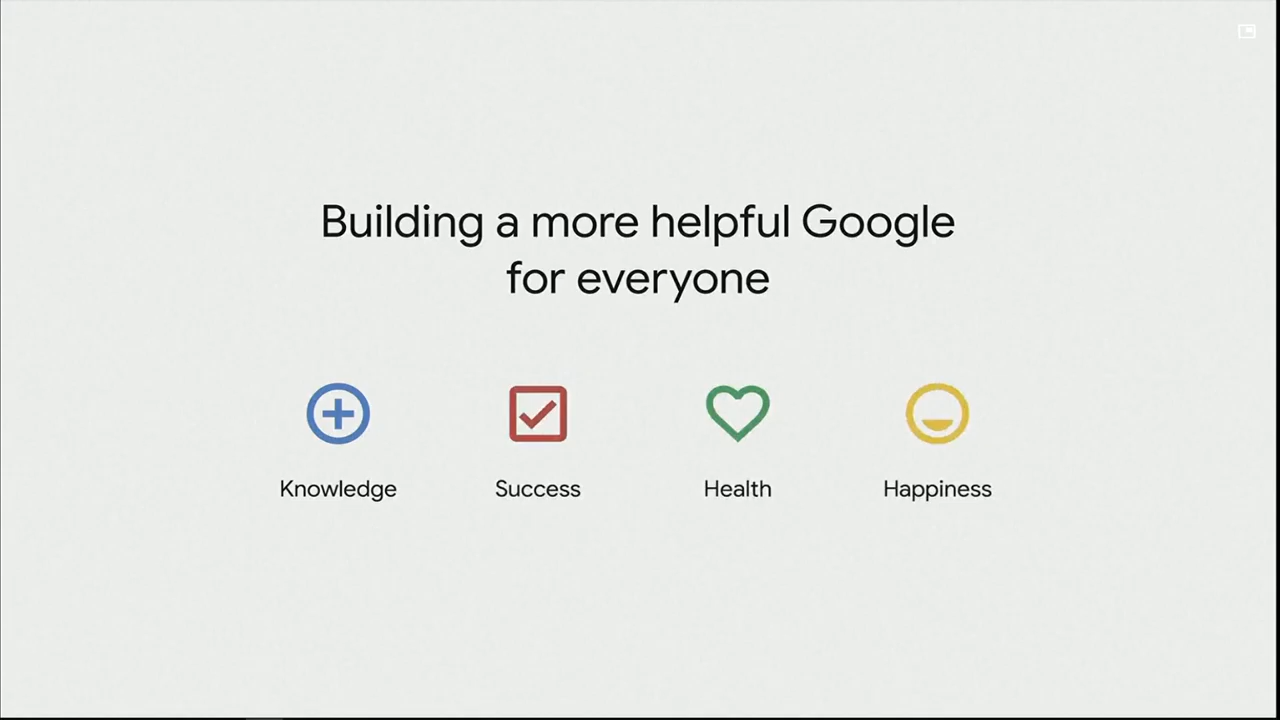 Building a more helpful Google
for everyone
Knowledge
Success
Health
Happiness